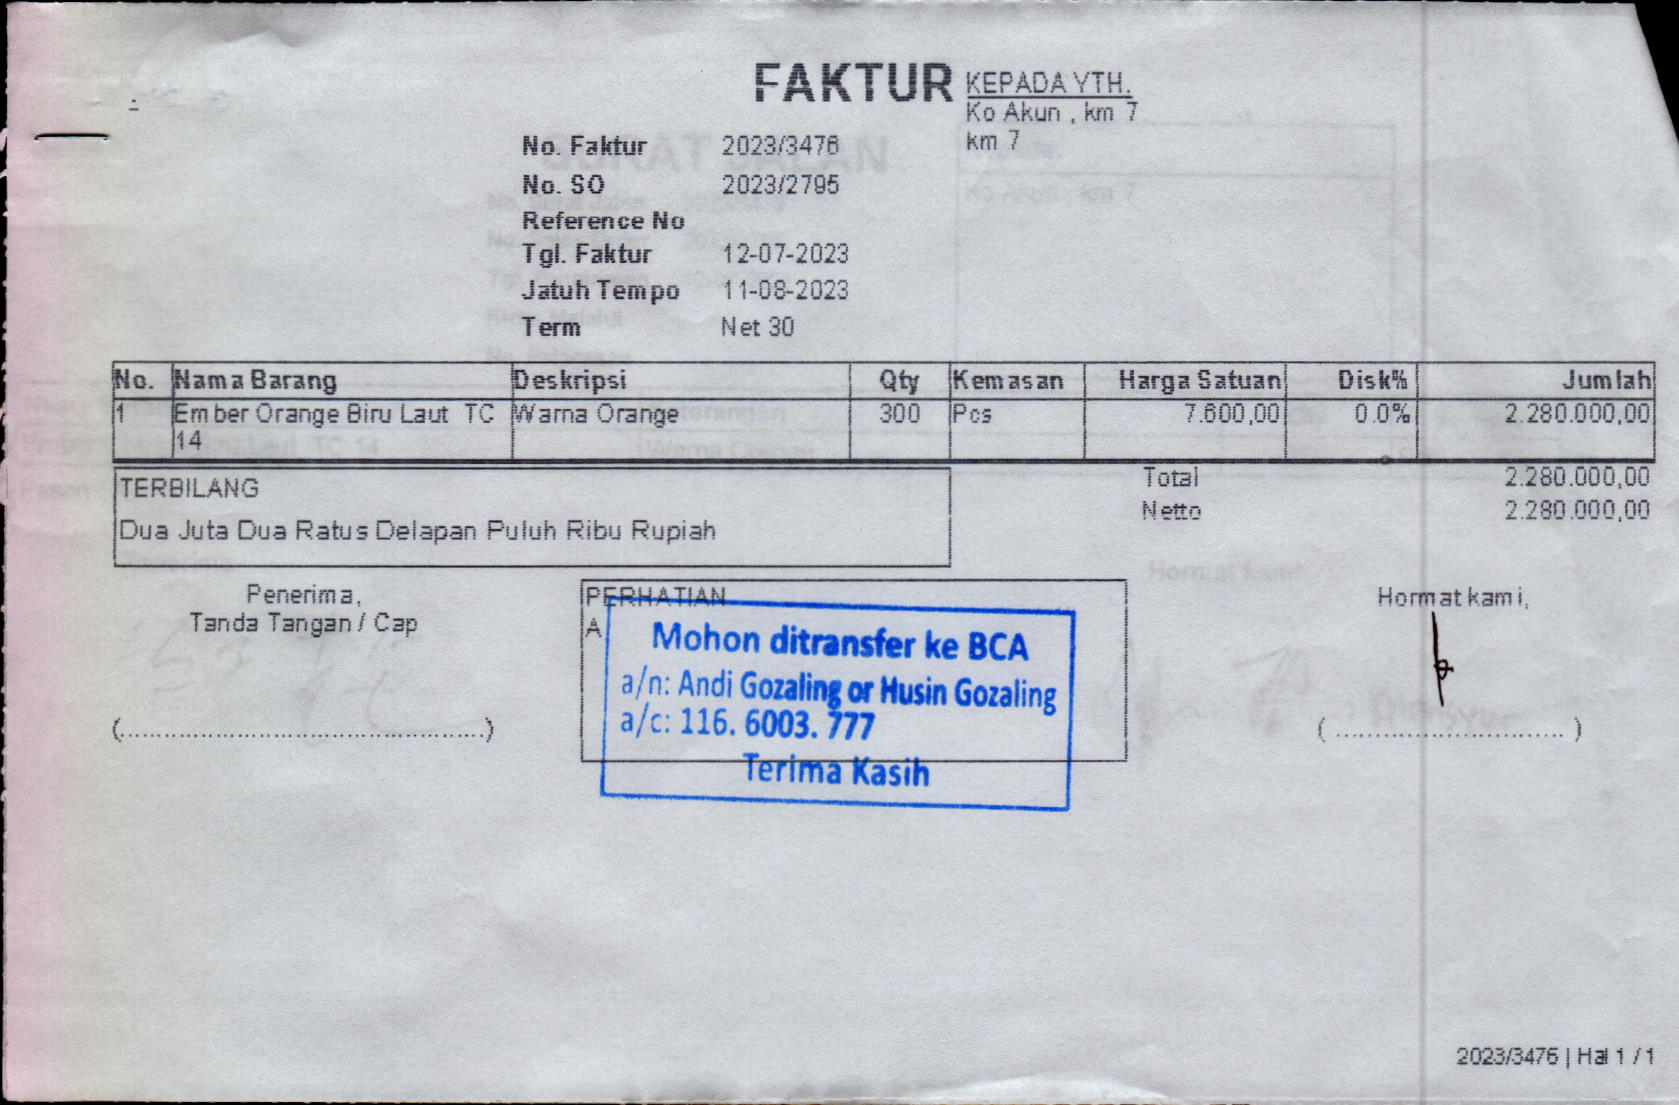 FAKTUR
KEPADA YTH.
Ko Akun , km 7
km 7
No. Faktur 2023/3476
No. SO 2023/2795
Reference No
Tgl. Faktur 12-07-2023
Jatuh Tempo 11-08-2023
Term Net 30
No. Nama Barang Deskripsi Qty Kemasan Harga Satuan Disk% Jumlah
1 Ember Orange Biru Laut TC Warna Orange 300 Pcs 7.600,00 0.0% 2.280.000,00
14
Total 2.280.000,00
Netto 2.280.000,00
TERBILANG
Dua Juta Dua Ratus Delapan Puluh Ribu Rupiah
Penerima,
Tanda Tangan / Cap
(............................................)
PERHATIAN
A
Mohon ditransfer ke BCA
a/n: Andi Gozaling or Husin Gozaling
a/c: 116. 6003. 777
Terima Kasih
Hormat kami,
( ............................ )
2023/3476 | Hal 1 / 1